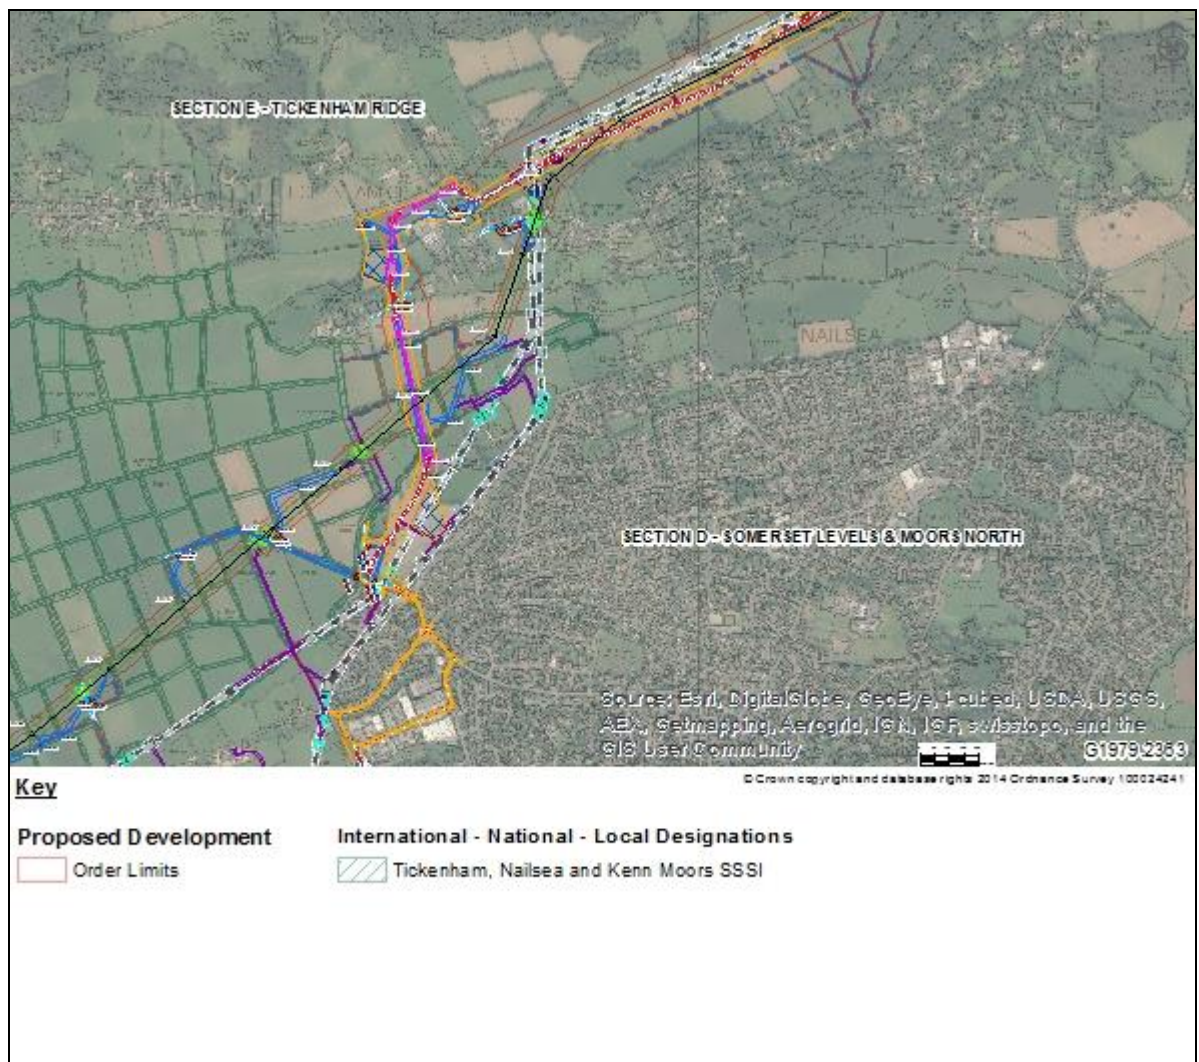 SECTION E - TICKENHAM RIDGE
NAILSEA
SECTION D - SOMERSET LEVELS & MOORS NORTH
Source: Esri, DigitalGlobe, GeoEye, i-cubed, USDA, USGS,
AEX, Getmapping, Aerogrid, IGN, IGP, swisstopo, and the
GIS User Community
G1979.2363
© Crown copyright and database rights 2014 Ordnance Survey 100024241
Key
Proposed Development
International - National - Local Designations
Order Limits
Tickenham, Nailsea and Kenn Moors SSSI